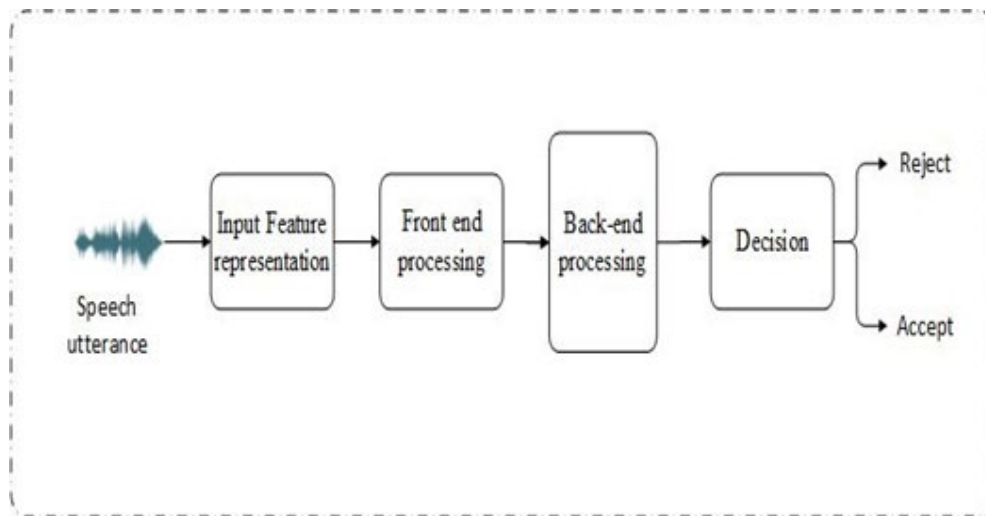 Speech
utterance
Input Feature
representation
Front end
processing
Back-end
processing
Decision
Reject
Accept